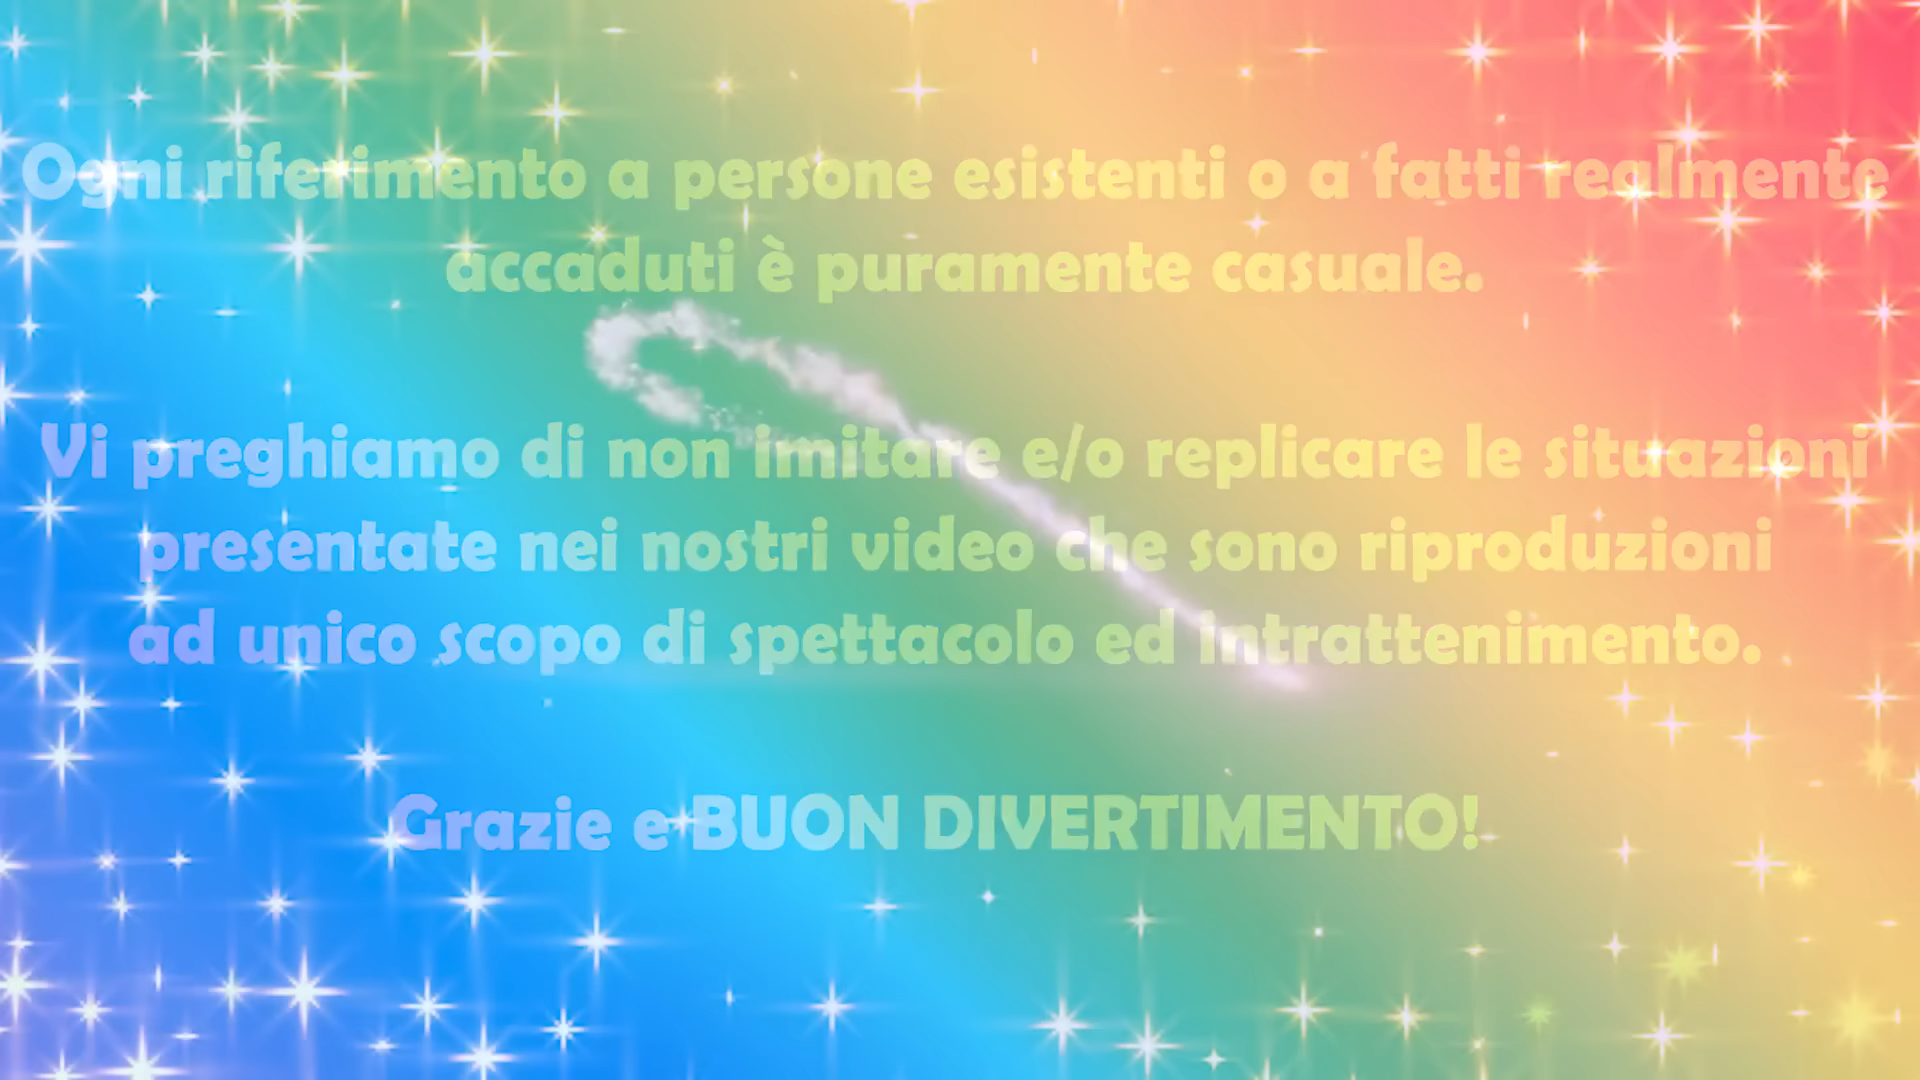 Ogni riferimento a persone esistenti o a fatti realmente
accaduti è puramente casuale.
Vi preghiamo di non imitare e/o replicare le situazioni
presentate nei nostri video che sono riproduzioni
ad unico scopo di spettacolo ed intrattenimento.
Grazie e BUON DIVERTIMENTO!